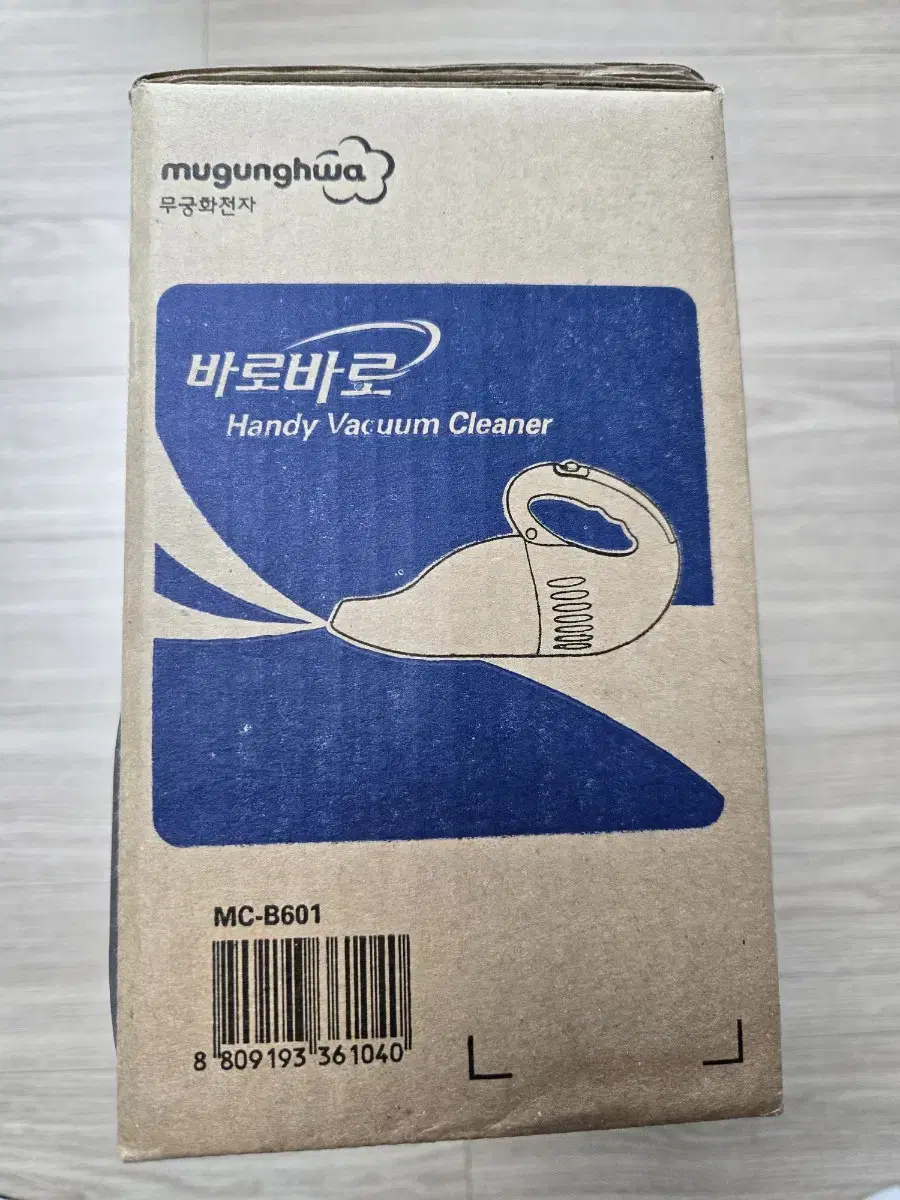 mugunghwa
무궁화전자
바로바로
Handy Vacuum Cleaner
MC-B601
8 809193 361040